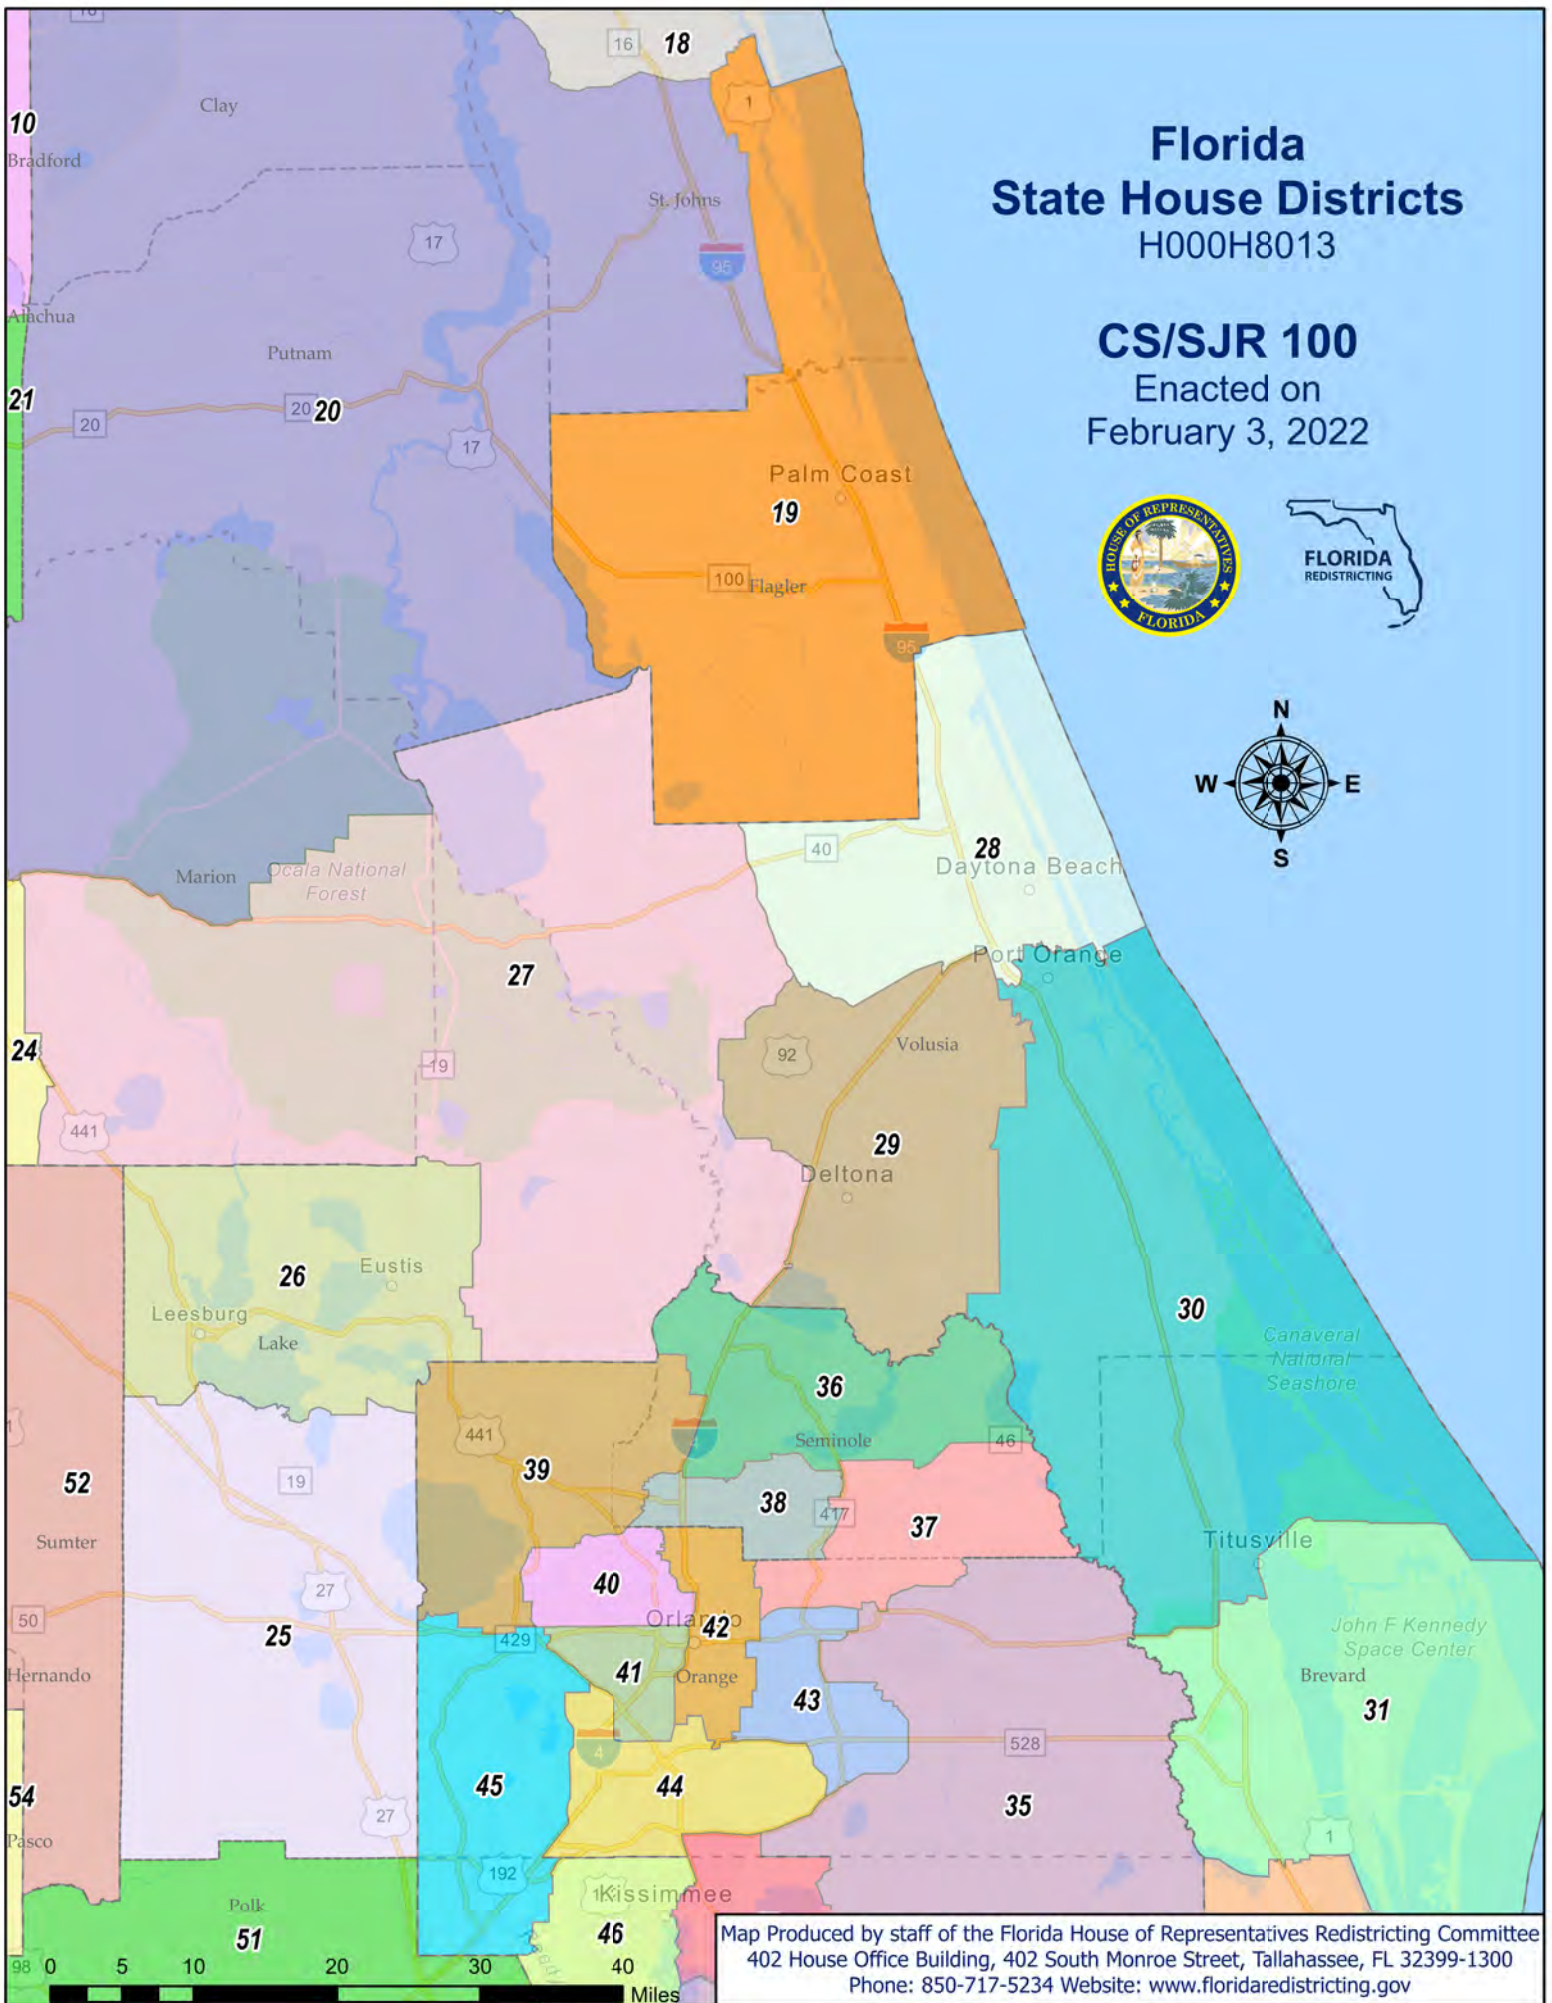 Florida
State House Districts
H000H8013
CS/SJR 100
Enacted on
February 3, 2022
HOUSE OF REPRESENTATIVES
FLORIDA
FLORIDA
REDISTRICTING
N
W
E
S
16
18
1
Clay
10
Bradford
St. Johns
17
95
Alachua
Putnam
21
20
20
20
17
Palm Coast
19
100
Flagler
95
28
40
Daytona Beach
Marion
Ocala National
Forest
Port Orange
27
24
92
Volusia
19
441
29
Deltona
26
Eustis
Leesburg
Lake
30
Canaveral
National
Seashore
36
441
4
Seminole
46
39
52
19
38
417
37
Sumter
Titusville
27
40
50
Orlando
42
25
429
John F Kennedy
Space Center
Hernando
41
Orange
Brevard
43
31
528
4
54
45
44
35
27
Pasco
1
192
Polk
Kissimmee
51
46
98
0
5
10
20
30
40
Miles
Map Produced by staff of the Florida House of Representatives Redistricting Committee
402 House Office Building, 402 South Monroe Street, Tallahassee, FL 32399-1300
Phone: 850-717-5234 Website: www.floridaredistricting.gov